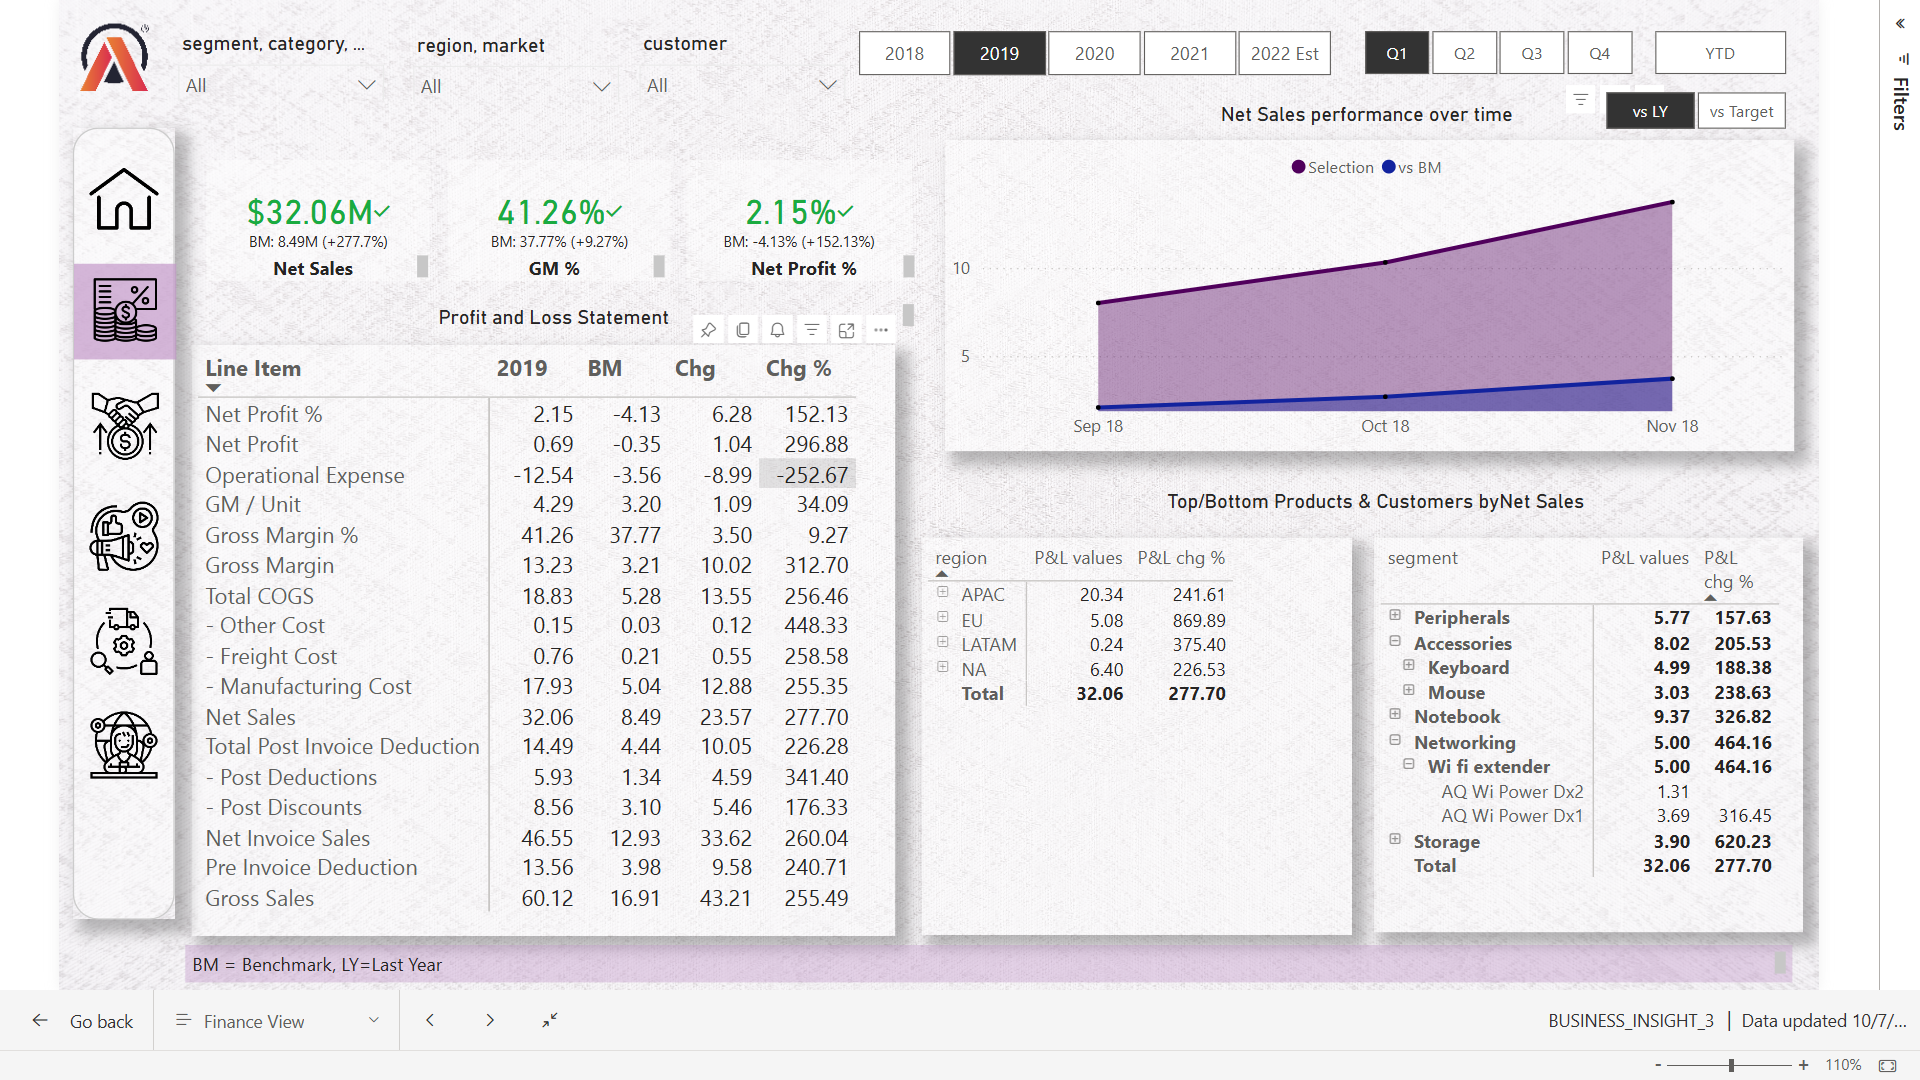 segment, category, ...
All
region, market
All
customer
All
2018 2019 2020 2021 2022 Est
Q1 Q2 Q3 Q4 YTD
vs LY vs Target
$32.06M
BM: 8.49M (+277.7%)
Net Sales
41.26%
BM: 37.77% (+9.27%)
GM %
2.15%
BM: -4.13% (+152.13%)
Net Profit %
Net Sales performance over time
Selection vs BM
10
5
Sep 18 Oct 18 Nov 18
Profit and Loss Statement
Line Item 2019 BM Chg Chg %
Net Profit % 2.15 -4.13 6.28 152.13
Net Profit 0.69 -0.35 1.04 296.88
Operational Expense -12.54 -3.56 -8.99 -252.67
GM / Unit 4.29 3.20 1.09 34.09
Gross Margin % 41.26 37.77 3.50 9.27
Gross Margin 13.23 3.21 10.02 312.70
Total COGS 18.83 5.28 13.55 256.46
- Other Cost 0.15 0.03 0.12 448.33
- Freight Cost 0.76 0.21 0.55 258.58
- Manufacturing Cost 17.93 5.04 12.88 255.35
Net Sales 32.06 8.49 23.57 277.70
Total Post Invoice Deduction 14.49 4.44 10.05 226.28
- Post Deductions 5.93 1.34 4.59 341.40
- Post Discounts 8.56 3.10 5.46 176.33
Net Invoice Sales 46.55 12.93 33.62 260.04
Pre Invoice Deduction 13.56 3.98 9.58 240.71
Gross Sales 60.12 16.91 43.21 255.49
Top/Bottom Products & Customers byNet Sales
region P&L values P&L chg %
APAC 20.34 241.61
EU 5.08 869.89
LATAM 0.24 375.40
NA 6.40 226.53
Total 32.06 277.70
segment P&L values P&L
chg %
Peripherals 5.77 157.63
Accessories 8.02 205.53
Keyboard 4.99 188.38
Mouse 3.03 238.63
Notebook 9.37 326.82
Networking 5.00 464.16
Wi fi extender 5.00 464.16
AQ Wi Power Dx2 1.31
AQ Wi Power Dx1 3.69 316.45
Storage 3.90 620.23
Total 32.06 277.70
BM = Benchmark, LY=Last Year
Filters
Go back Finance View BUSINESS_INSIGHT_3 | Data updated 10/7/...
- + 110%